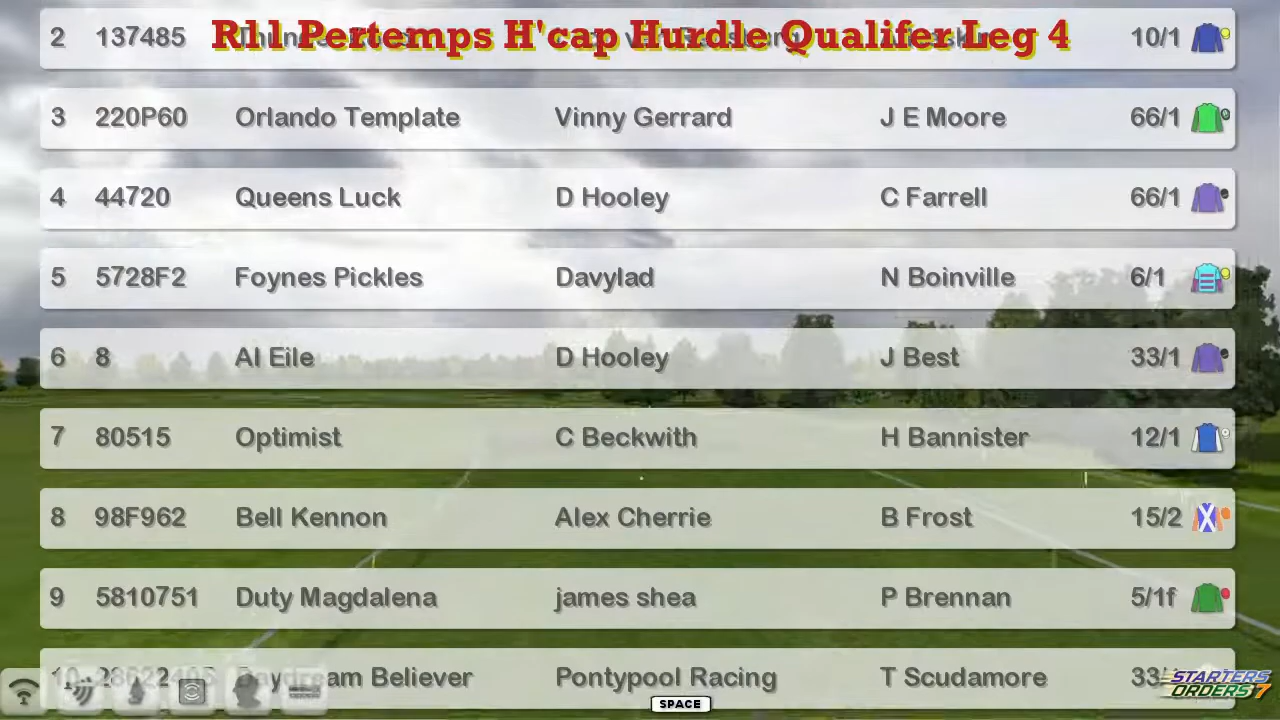 R11 Pertemps H'cap Hurdle Qualifer Leg 4
2 137485 10/1
3 220P60 Orlando Template Vinny Gerrard J E Moore 66/1
4 44720 Queens Luck D Hooley C Farrell 66/1
5 5728F2 Foynes Pickles Davylad N Boinville 6/1
6 8 Al Eile D Hooley J Best 33/1
7 80515 Optimist C Beckwith H Bannister 12/1
8 98F962 Bell Kennon Alex Cherrie B Frost 15/2
9 5810751 Duty Magdalena james shea P Brennan 5/1f
10 Daydream Believer Pontypool Racing T Scudamore
STARTERS
ORDERS 7
SPACE